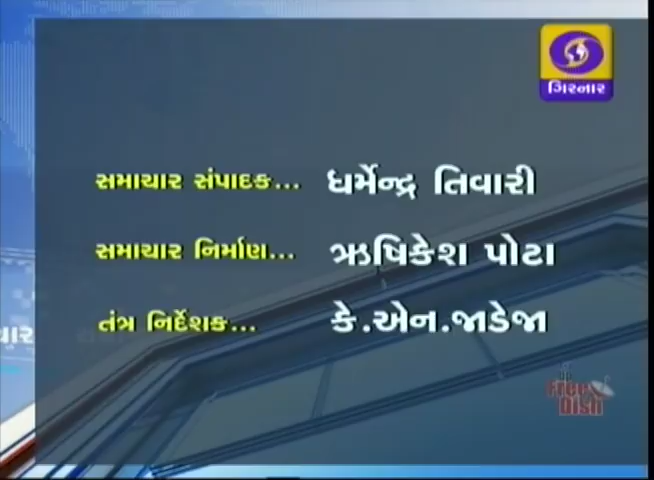 ગિરનાર
સમાચાર સંપાદક... ધર્મેન્દ્ર તિવારી
સમાચાર નિર્માણ... ઋષિકેશ પોટા
તંત્ર નિર્દેશક... કે.એન.જાડેજા
Free
Dish